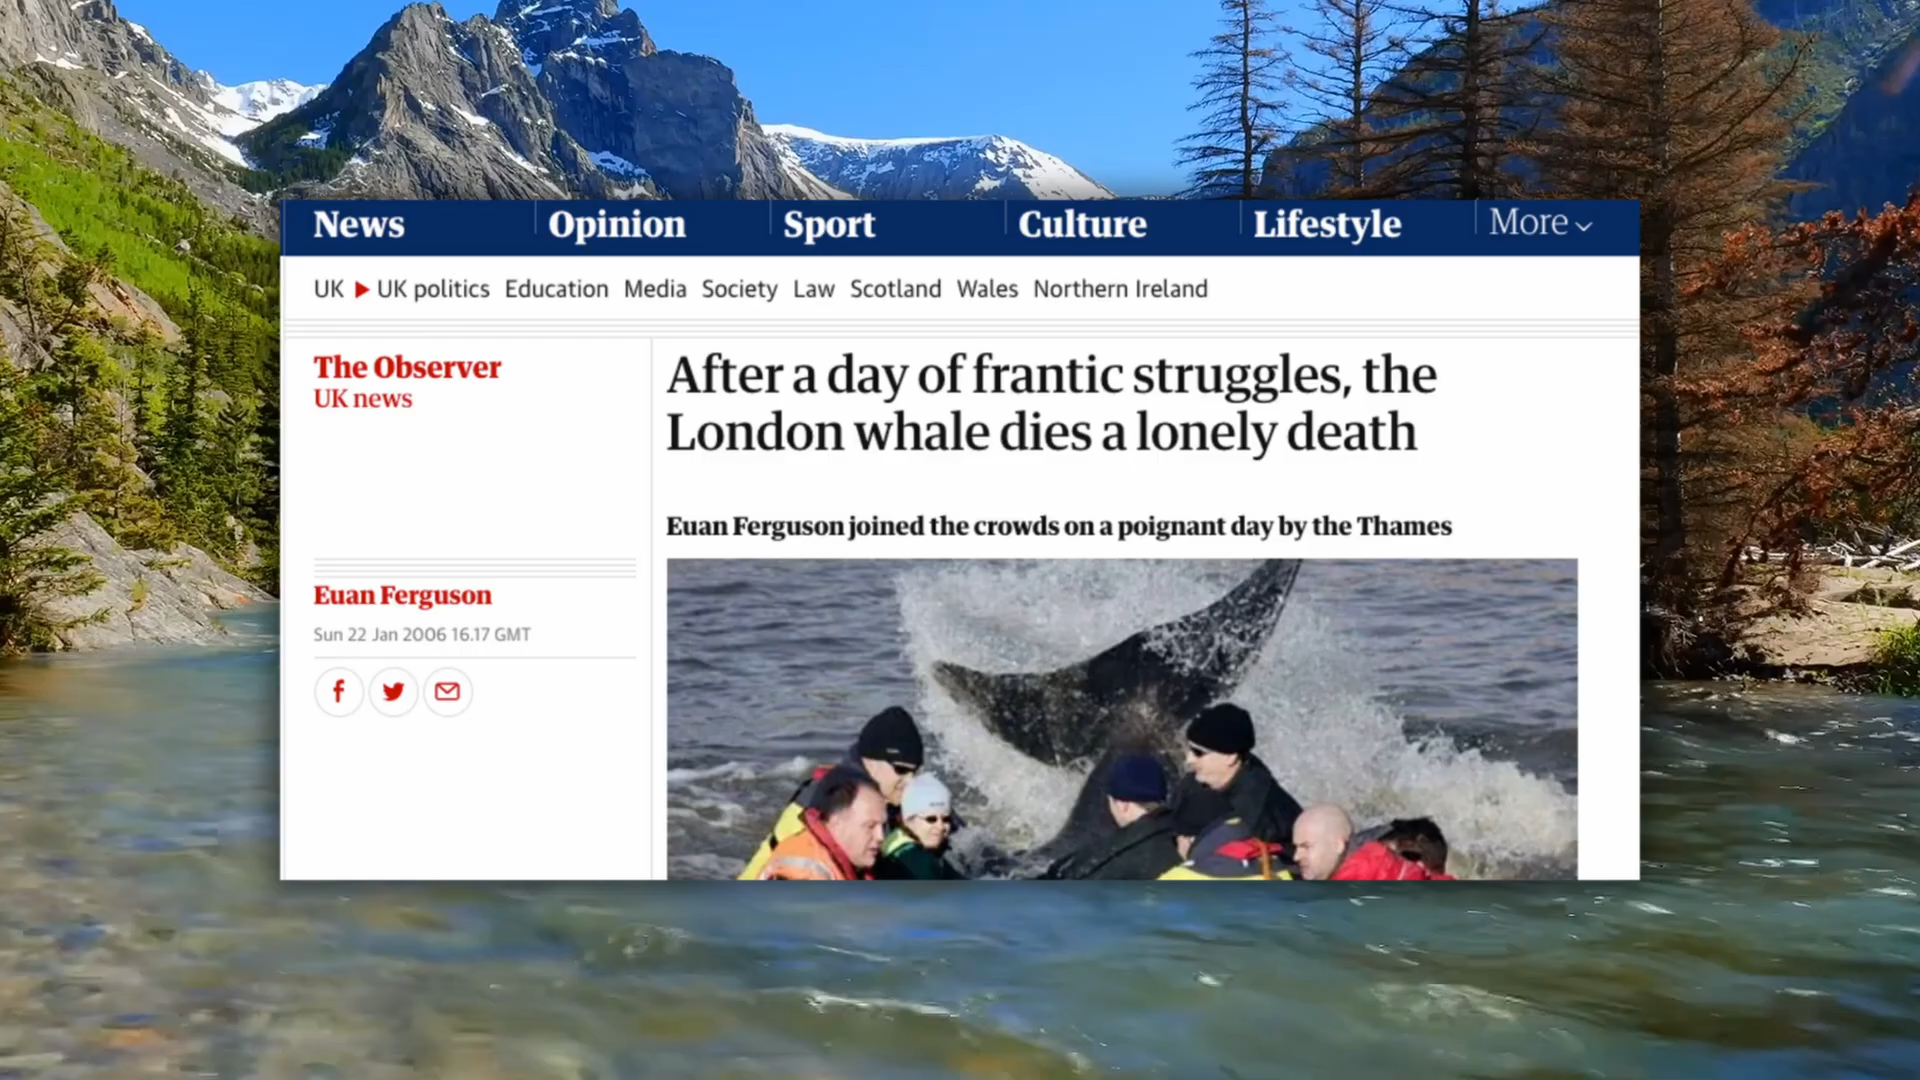 News Opinion Sport Culture Lifestyle More
UK UK politics Education Media Society Law Scotland Wales Northern Ireland
The Observer
UK news
After a day of frantic struggles, the
London whale dies a lonely death
Euan Ferguson joined the crowds on a poignant day by the Thames
Euan Ferguson
Sun 22 Jan 2006 16.17 GMT